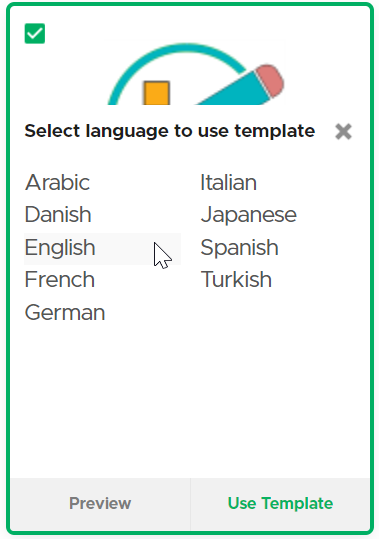 Select language to use template
Arabic
Danish
English
French
German
Italian
Japanese
Spanish
Turkish
Preview
Use Template